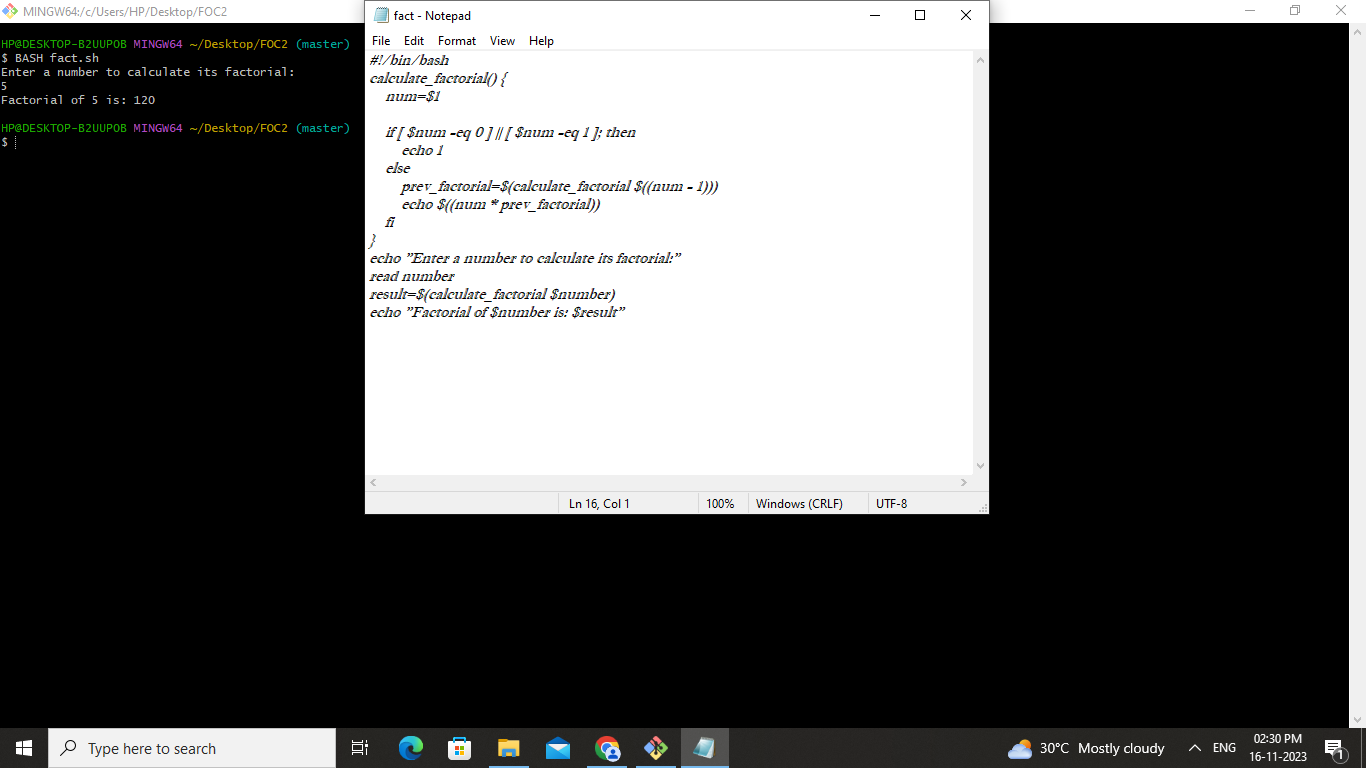 MINGW64:/c/Users/HP/Desktop/FOC2
HP@DESKTOP-B2UUPOB MINGW64 ~/Desktop/FOC2 (master)
$ BASH fact.sh
Enter a number to calculate its factorial:
5
Factorial of 5 is: 120
HP@DESKTOP-B2UUPOB MINGW64 ~/Desktop/FOC2 (master)
$
fact - Notepad
File Edit Format View Help
#!/bin/bash
calculate_factorial() {
    num=$1
    if [ $num -eq 0 ] || [ $num -eq 1 ]; then
        echo 1
    else
        prev_factorial=$(calculate_factorial $((num - 1)))
        echo $((num * prev_factorial))
    fi
}
echo "Enter a number to calculate its factorial:"
read number
result=$(calculate_factorial $number)
echo "Factorial of $number is: $result"
Ln 16, Col 1 100% Windows (CRLF) UTF-8
Type here to search
30°C Mostly cloudy
ENG
02:30 PM
16-11-2023
1